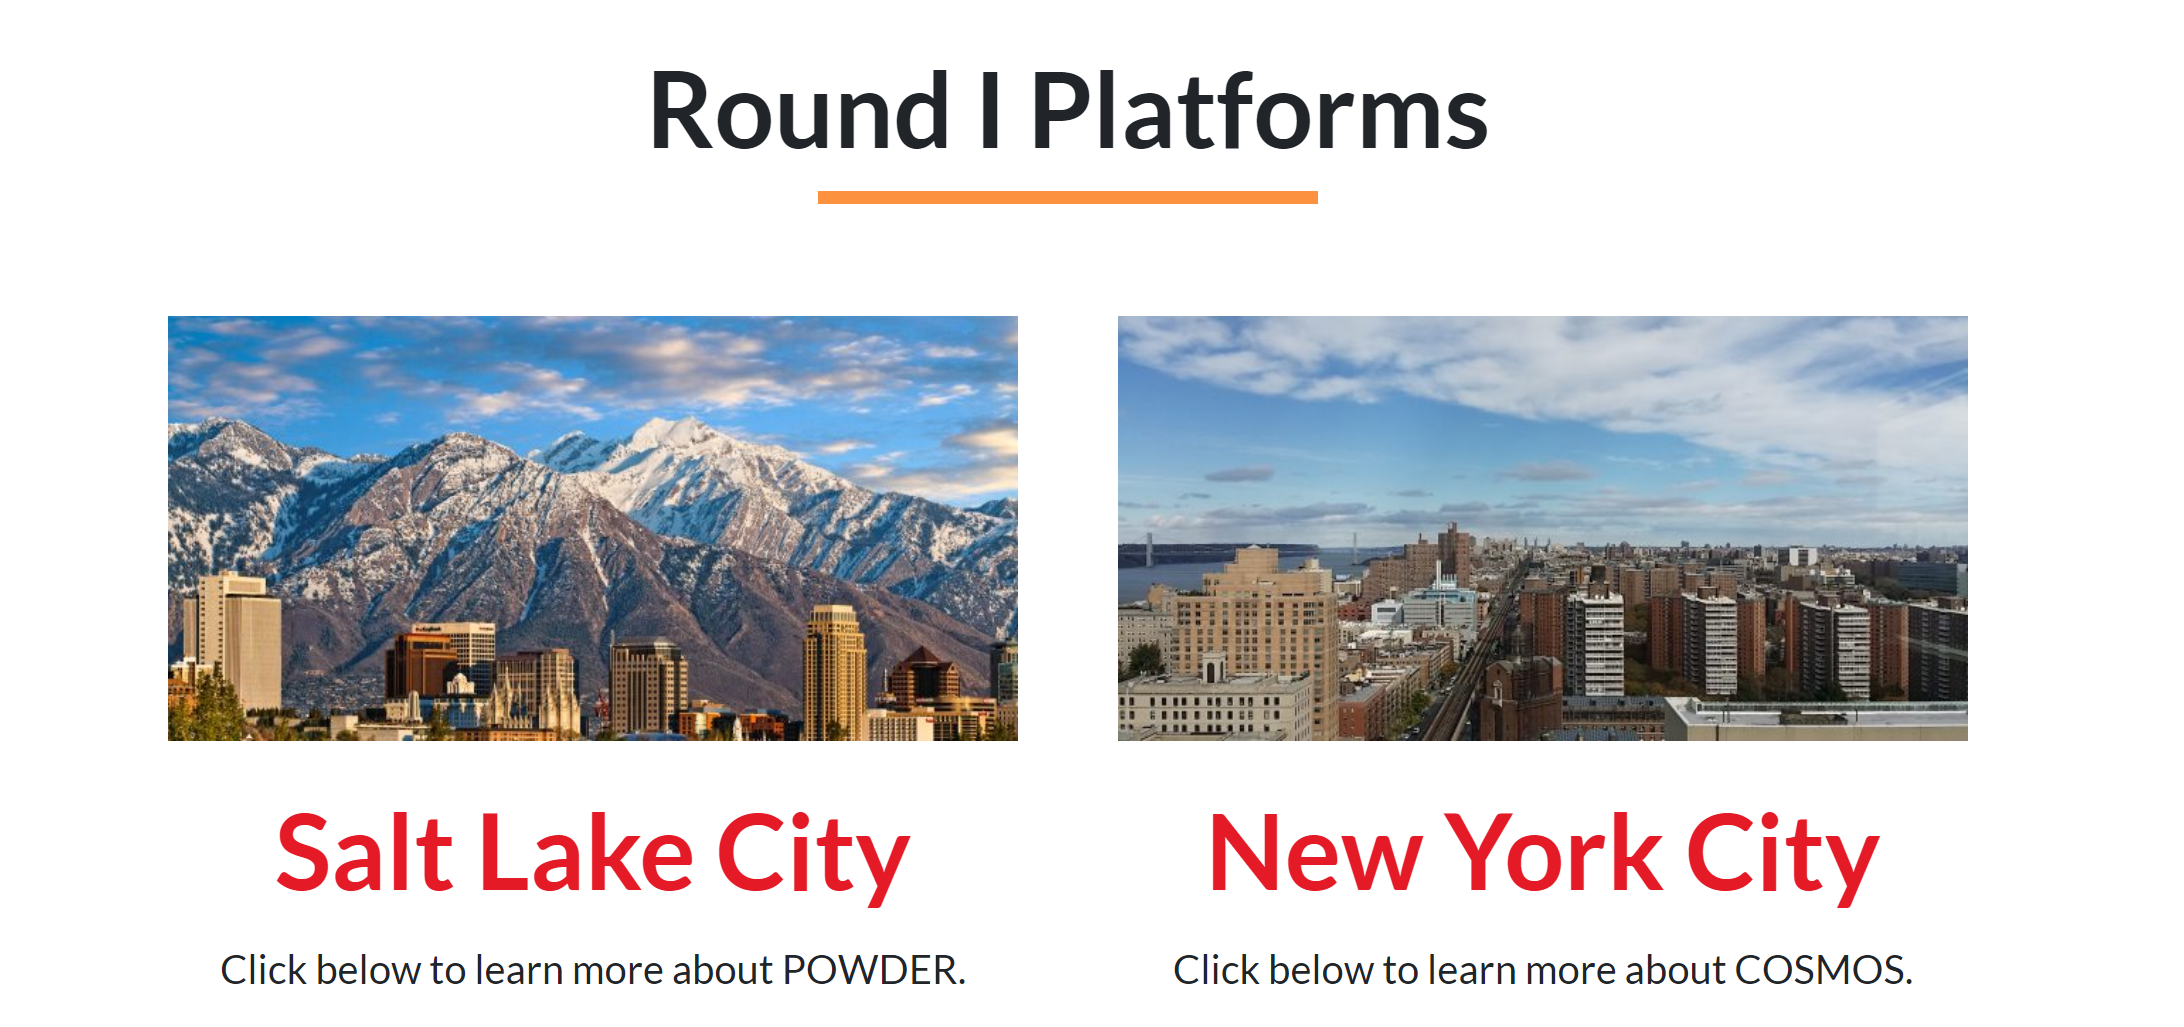 Round I Platforms
Salt Lake City
New York City
Click below to learn more about POWDER.
Click below to learn more about COSMOS.